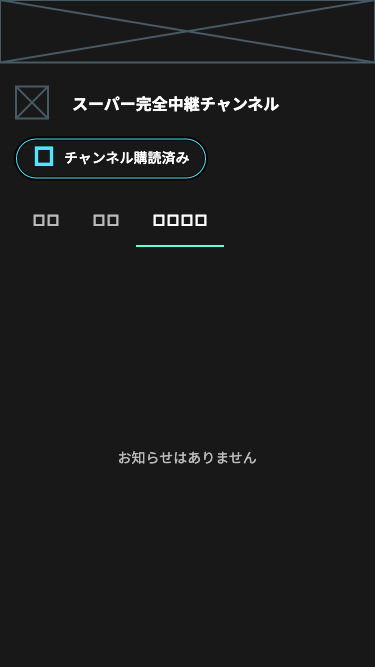 スーパー完全中継チャンネル
チャンネル購読済み
お知らせはありません